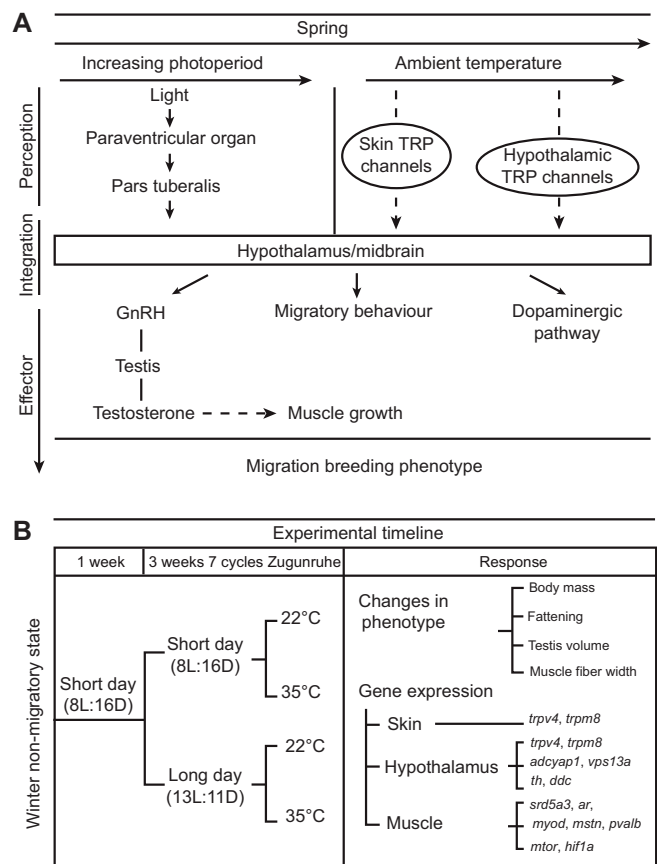 A
Spring
Increasing photoperiod
Ambient temperature
Perception
Light
Paraventricular organ
Pars tuberalis
Skin TRP
channels
Hypothalamic
TRP channels
Integration
Hypothalamus/midbrain
Effector
GnRH
Migratory behaviour
Dopaminergic
pathway
Testis
Testosterone
Muscle growth
Migration breeding phenotype
B
Experimental timeline
1 week
3 weeks 7 cycles Zugunruhe
Response
Winter non-migratory state
Short day
(8L:16D)
Short day
(8L:16D)
22°C
35°C
Long day
(13L:11D)
22°C
35°C
Changes in
phenotype
Body mass
Fattening
Testis volume
Muscle fiber width
Gene expression
Skin
trpv4, trpm8
Hypothalamus
trpv4, trpm8
adcyap1, vps13a
th, ddc
Muscle
srd5a3, ar,
myod, mstn, pvalb
mtor, hif1a